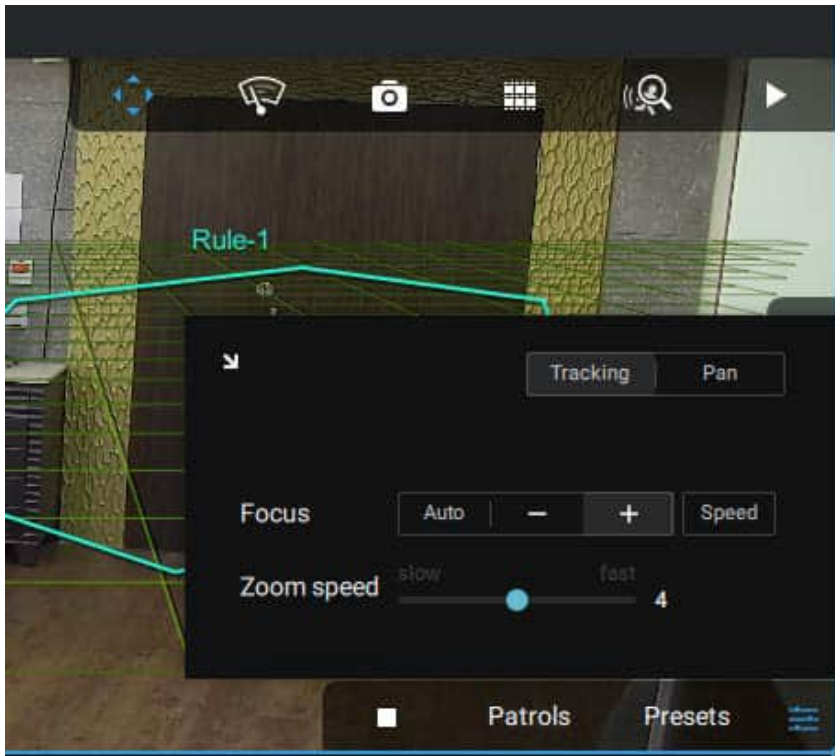 Rule-1
Tracking Pan
Focus Auto − + Speed
slow fast
Zoom speed 4
Patrols Presets